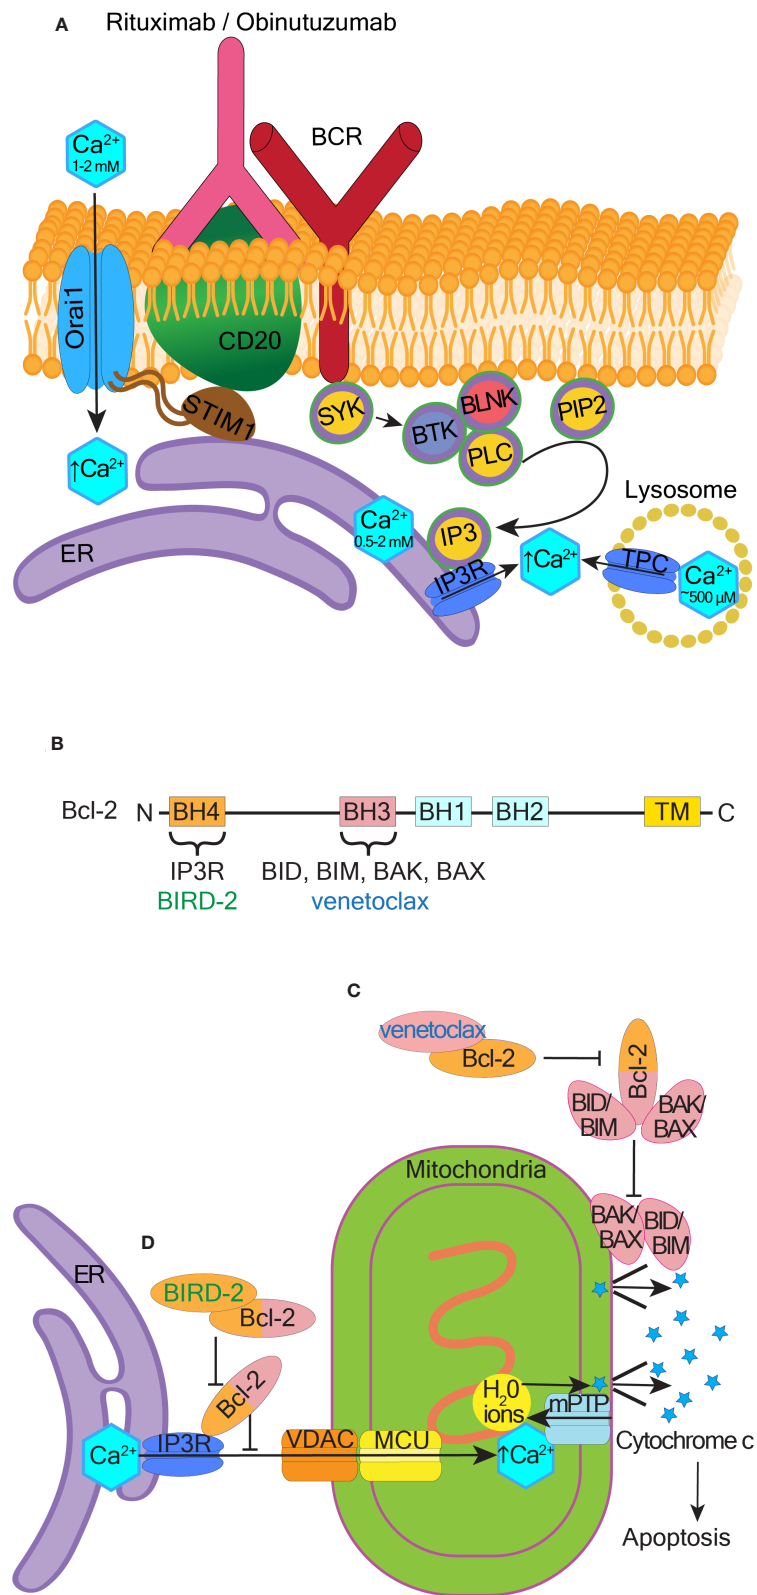 A
Rituximab / Obinutuzumab
BCR
Ca2+
1-2 mM
Orai1
CD20
STIM1
SYK
BTK
BLNK
PLC
PIP2
↑Ca2+
ER
Ca2+
0.5-2 mM
IP3
IP3R
↑Ca2+
Lysosome
TPC
Ca2+
~500 µM
B
Bcl-2
N
BH4
BH3
BH1
BH2
TM
C
IP3R
BID, BIM, BAK, BAX
BIRD-2
venetoclax
C
venetoclax
Bcl-2
Bcl-2
BID/
BIM
BAK/
BAX
Mitochondria
BAK/
BAX
BID/
BIM
D
ER
BIRD-2
Bcl-2
Bcl-2
H20
ions
mPTP
Ca2+
IP3R
VDAC
MCU
↑Ca2+
Cytochrome c
Apoptosis